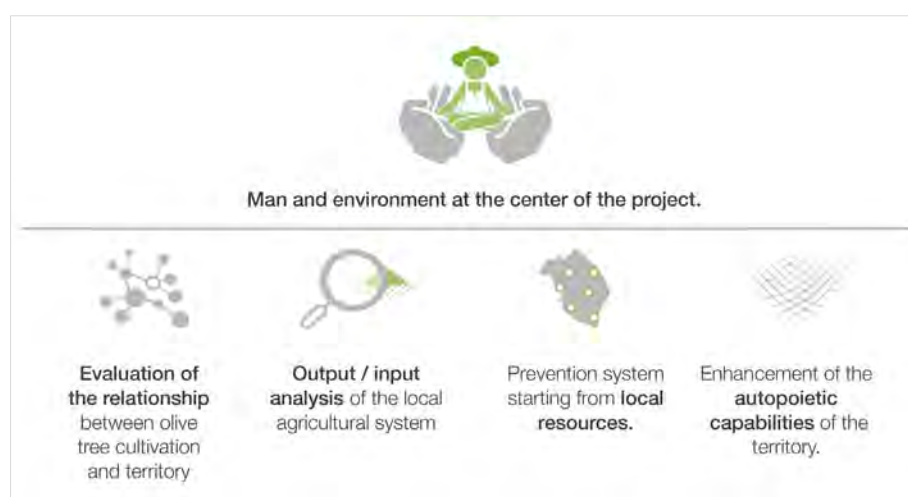 Man and environment at the center of the project.
Evaluation of
the relationship
between olive
tree cultivation
and territory
Output / input
analysis of the local
agricultural system
Prevention system
starting from local
resources.
Enhancement of the
autopoietic
capabilities of the
territory.